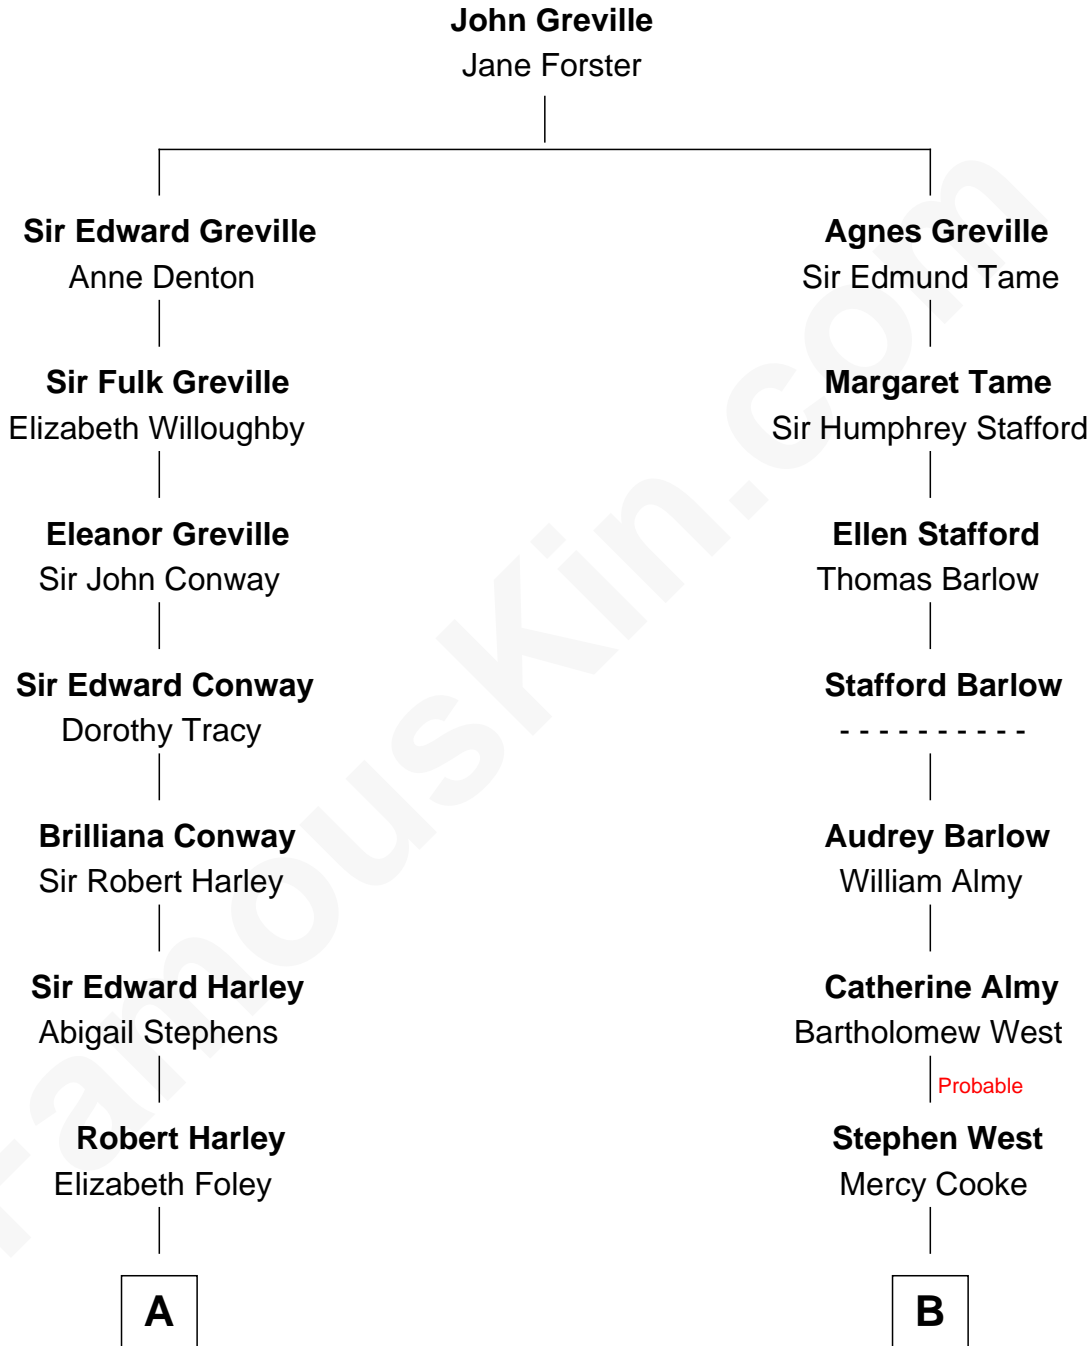 John Greville
Jane Forster
Sir Edward Greville
Anne Denton
Agnes Greville
Sir Edmund Tame
Sir Fulk Greville
Elizabeth Willoughby
Margaret Tame
Sir Humphrey Stafford
Eleanor Greville
Sir John Conway
Ellen Stafford
Thomas Barlow
Sir Edward Conway
Dorothy Tracy
Stafford Barlow
- - - - - - - - - -
Brilliana Conway
Sir Robert Harley
Audrey Barlow
William Almy
Sir Edward Harley
Abigail Stephens
Catherine Almy
Bartholomew West
Probable
Robert Harley
Elizabeth Foley
Stephen West
Mercy Cooke
A
B
FamousKin.com